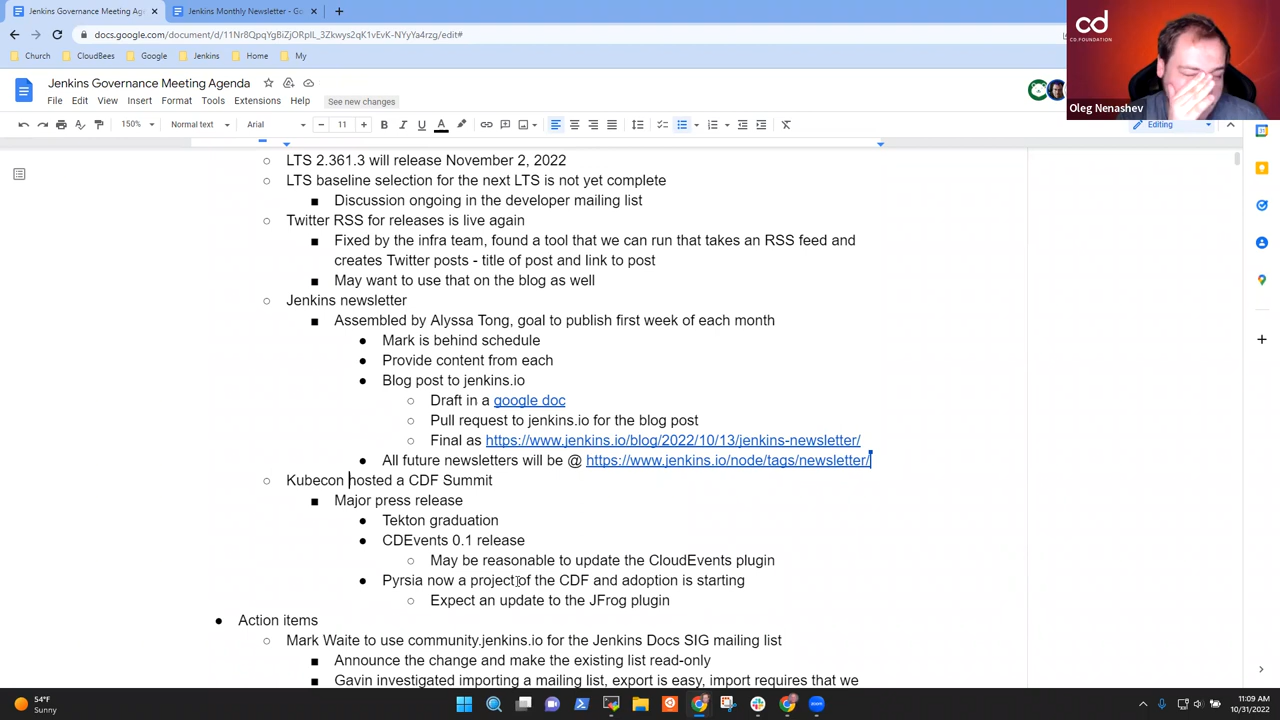 Jenkins Governance Meeting Age
Jenkins Monthly Newsletter - Go
docs.google.com/document/d/11Nr8QpqYgBiZjORpIL_3Zkwys2qK1vEvK-NYyYa4rzg/edit#
Church
CloudBees
Google
Jenkins
Home
My
cd
CD.FOUNDATION
Oleg Nenashev
Jenkins Governance Meeting Agenda
File Edit View Insert Format Tools Extensions Help
See new changes
150%
Normal text
Arial
11
Editing
LTS 2.361.3 will release November 2, 2022
LTS baseline selection for the next LTS is not yet complete
Discussion ongoing in the developer mailing list
Twitter RSS for releases is live again
Fixed by the infra team, found a tool that we can run that takes an RSS feed and
creates Twitter posts - title of post and link to post
May want to use that on the blog as well
Jenkins newsletter
Assembled by Alyssa Tong, goal to publish first week of each month
Mark is behind schedule
Provide content from each
Blog post to jenkins.io
Draft in a google doc
Pull request to jenkins.io for the blog post
Final as https://www.jenkins.io/blog/2022/10/13/jenkins-newsletter/
All future newsletters will be @ https://www.jenkins.io/node/tags/newsletter/
Kubecon hosted a CDF Summit
Major press release
Tekton graduation
CDEvents 0.1 release
May be reasonable to update the CloudEvents plugin
Pyrsia now a project of the CDF and adoption is starting
Expect an update to the JFrog plugin
Action items
Mark Waite to use community.jenkins.io for the Jenkins Docs SIG mailing list
Announce the change and make the existing list read-only
Gavin investigated importing a mailing list, export is easy, import requires that we
54°F
Sunny
11:09 AM
10/31/2022